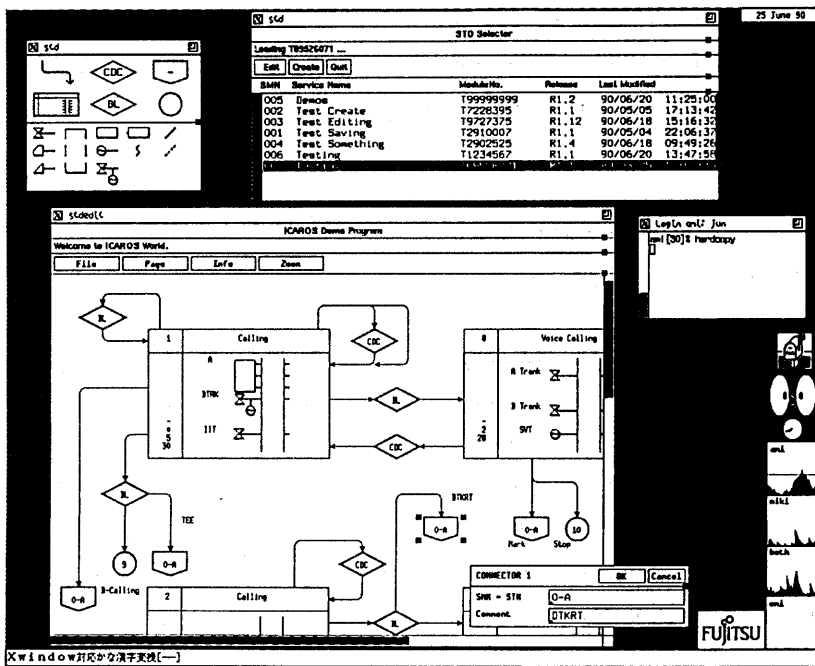 25 June 90
std
STD Selector
Loading T89526071 ...
Edit Create Quit
SMN Service Name Module No. Release Last Modified
005 Demos T99999999 R1.2 90/06/20 11:25:00
002 Test Create T7228395 R1.1 90/05/05 17:13:42
003 Test Editing T9727375 R1.12 90/06/18 15:16:32
001 Test Saving T2910007 R1.1 90/05/04 22:06:37
004 Test Something T2902525 R1.4 90/06/18 09:49:26
006 Testing T1234567 R1.1 90/06/20 13:47:56
std
CDC
-
BL
stdedit
ICAROS Demo Program
Welcome to ICAROS World.
File Page Info Zoom
BL
1 Calling
A
DTRK
IIT
-
5
30
CDC
BL
CDC
8 Voice Calling
A Trunk
B Trunk
SVT
-
2
28
BL
TEE
9
O-A
B-Calling
O-A
2 Calling
CDC
BL
DTKRT
O-A
O-A
Mark
10
Stop
CONNECTOR 1 OK Cancel
SMN - STN O-A
Comment DTKRT
Login ami: jun
ami[30]% hardcopy
ami
miki
both
ami
FUJITSU
Xwindow対応かな漢字変換[—]